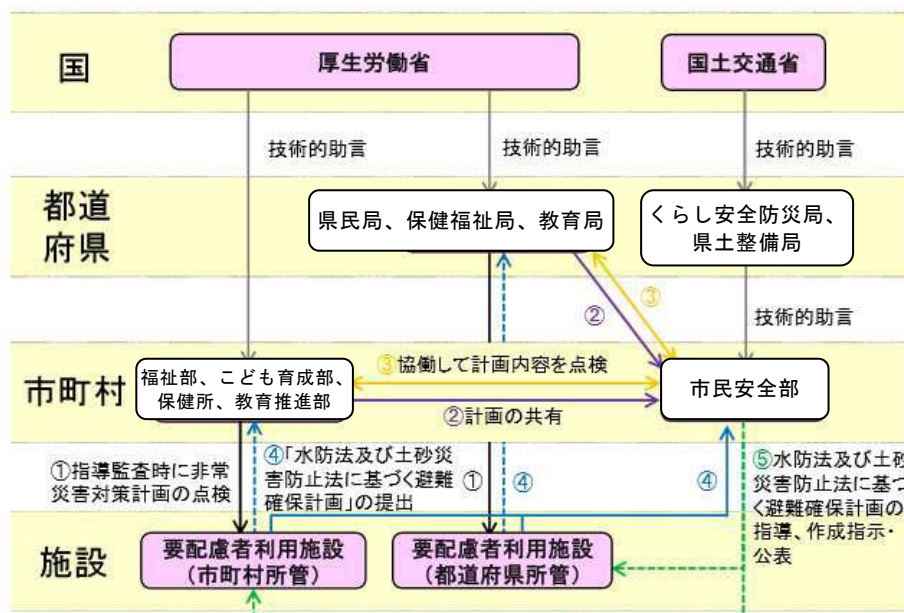 国
厚生労働省
国土交通省
技術的助言
技術的助言
技術的助言
都道
府県
県民局、保健福祉局、教育局
くらし安全防災局、
県土整備局
②
③
技術的助言
市町村
福祉部、こども育成部、
保健所、教育推進部
③協働して計画内容を点検
②計画の共有
市民安全部
①指導監査時に非常
災害対策計画の点検
④「水防法及び土砂災
害防止法に基づく避難
確保計画」の提出
①
④
④
⑤水防法及び土砂
災害防止法に基づ
く避難確保計画の
指導、作成指示・
公表
施設
要配慮者利用施設
（市町村所管）
要配慮者利用施設
（都道府県所管）